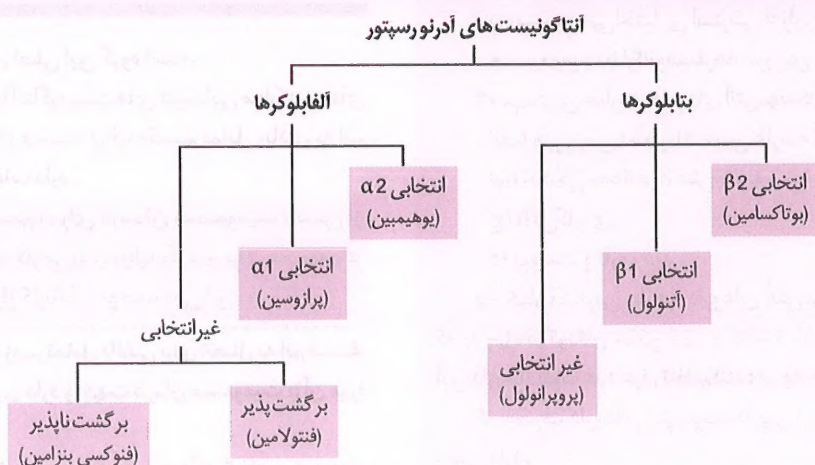 آنتاگونیست‌های آدرنورسپتور
بتابلوکرها
آلفابلوکرها
انتخابی β2
(بوتاکسامین)
انتخابی β1
(آتنولول)
غیر انتخابی
(پروپرانولول)
انتخابی α2
(یوهیمبین)
انتخابی α1
(پرازوسین)
غیرانتخابی
برگشت پذیر
(فنتولامین)
برگشت ناپذیر
(فنوکسی بنزامین)